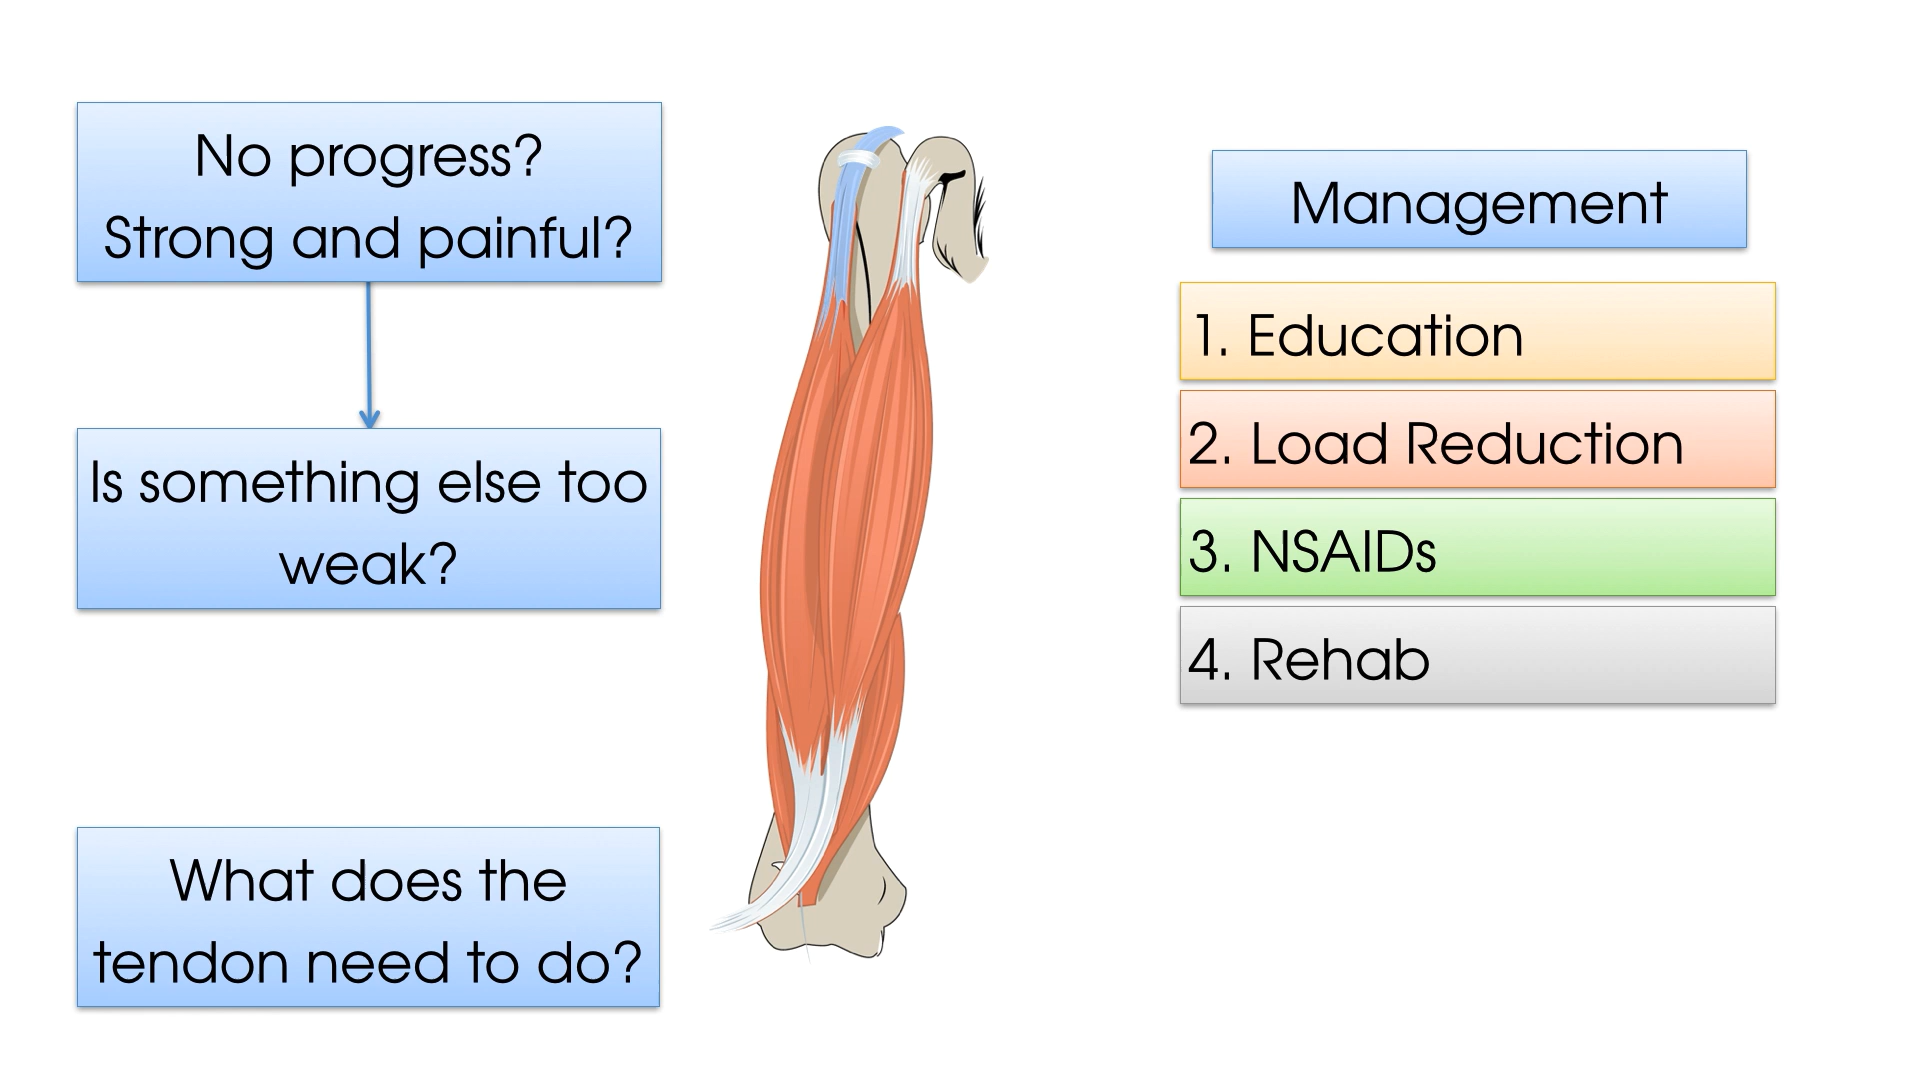 No progress?
Strong and painful?
Is something else too
weak?
What does the
tendon need to do?
Management
1. Education
2. Load Reduction
3. NSAIDs
4. Rehab